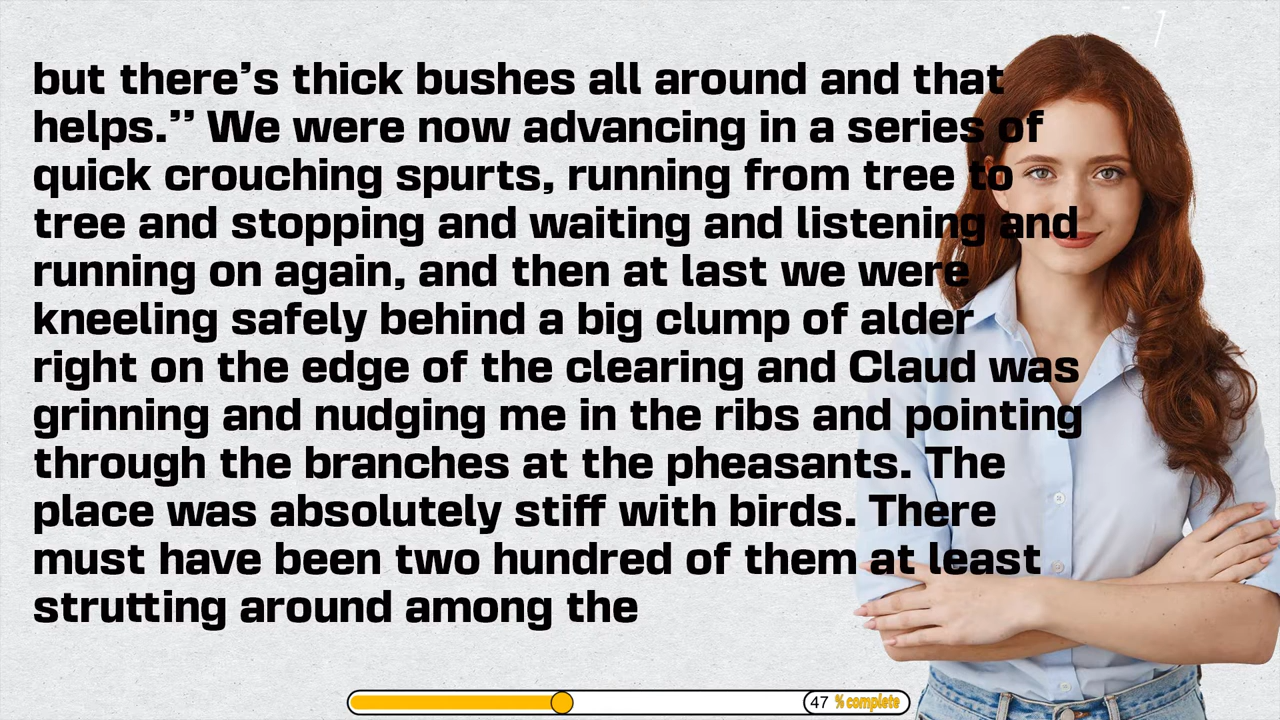 but there’s thick bushes all around and that
helps.” We were now advancing in a series of
quick crouching spurts, running from tree to
tree and stopping and waiting and listening and
running on again, and then at last we were
kneeling safely behind a big clump of alder
right on the edge of the clearing and Claud was
grinning and nudging me in the ribs and pointing
through the branches at the pheasants. The
place was absolutely stiff with birds. There
must have been two hundred of them at least
strutting around among the
47 % complete